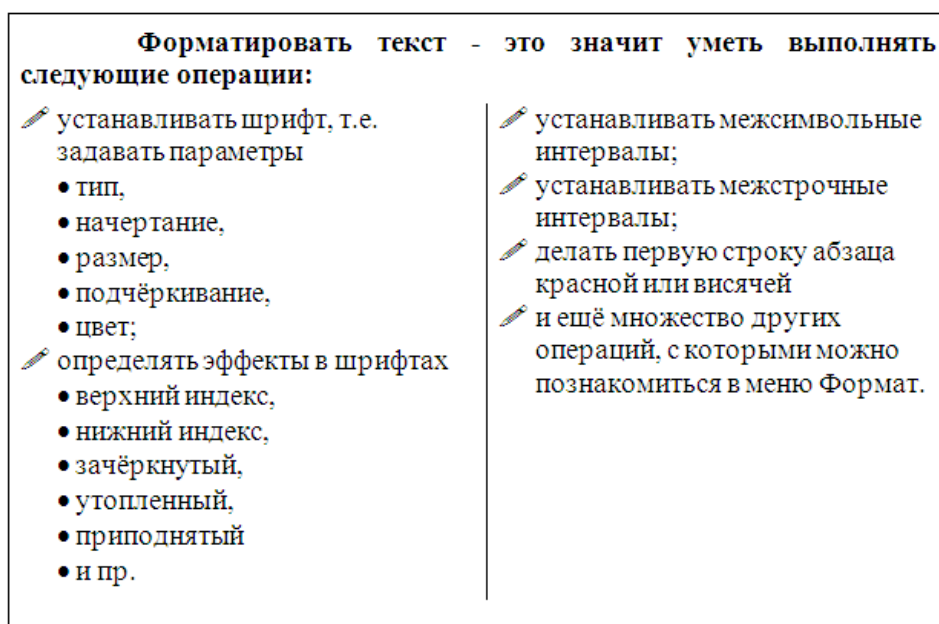 Форматировать текст - это значит уметь выполнять
следующие операции:
устанавливать шрифт, т.е.
задавать параметры
• тип,
• начертание,
• размер,
• подчёркивание,
• цвет;
определять эффекты в шрифтах
• верхний индекс,
• нижний индекс,
• зачёркнутый,
• утопленный,
• приподнятый
• и пр.
устанавливать межсимвольные
интервалы;
устанавливать межстрочные
интервалы;
делать первую строку абзаца
красной или висячей
и ещё множество других
операций, с которыми можно
познакомиться в меню Формат.